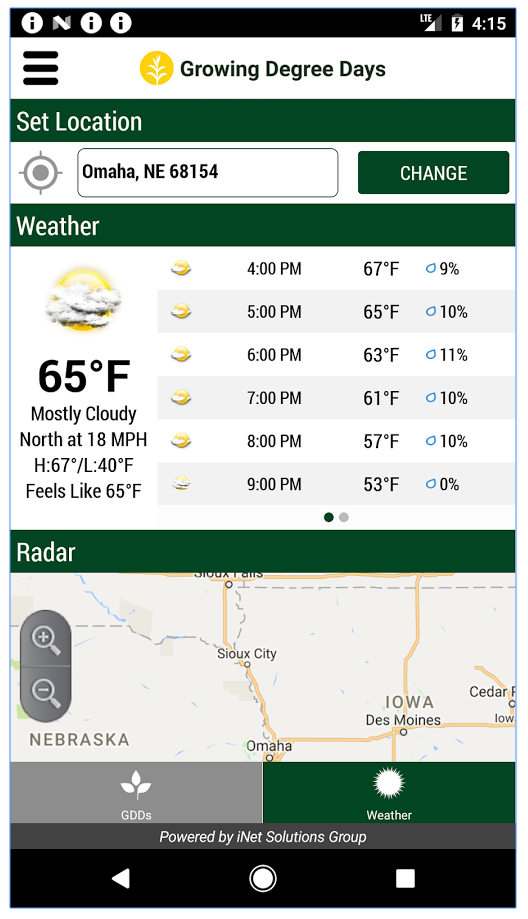 LTE 4:15
Growing Degree Days
Set Location
Omaha, NE 68154
CHANGE
Weather
65°F
Mostly Cloudy
North at 18 MPH
H:67°/L:40°F
Feels Like 65°F
4:00 PM 67°F 9%
5:00 PM 65°F 10%
6:00 PM 63°F 11%
7:00 PM 61°F 10%
8:00 PM 57°F 10%
9:00 PM 53°F 0%
Radar
Sioux Falls
Sioux City
IOWA
Cedar
Des Moines
Iow
NEBRASKA
Omaha
GDDs
Weather
Powered by iNet Solutions Group